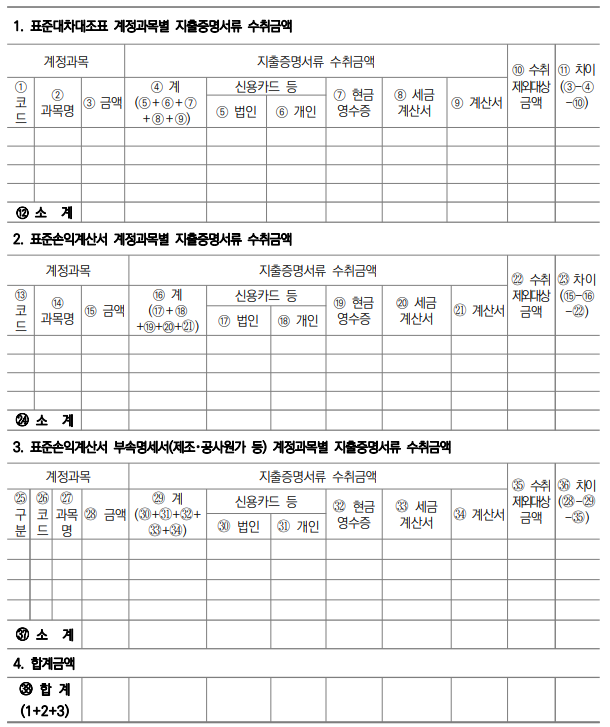 1. 표준대차대조표 계정과목별 지출증명서류 수취금액
계정과목 지출증명서류 수취금액 ⑩ 수취 제외대상 금액 ⑪ 차이 (③-④ -⑩)
① 코 드 ② 과목명 ③ 금액 ④ 계 (⑤+⑥+⑦ +⑧+⑨) 신용카드 등 ⑦ 현금 영수증 ⑧ 세금 계산서 ⑨ 계산서
⑤ 법인 ⑥ 개인
⑫ 소 계
2. 표준손익계산서 계정과목별 지출증명서류 수취금액
계정과목 지출증명서류 수취금액 ㉒ 수취 제외대상 금액 ㉓ 차이 (⑮-⑯ -㉒)
⑬ 코 드 ⑭ 과목명 ⑮ 금액 ⑯ 계 (⑰+⑱ +⑲+⑳+㉑) 신용카드 등 ⑲ 현금 영수증 ⑳ 세금 계산서 ㉑ 계산서
⑰ 법인 ⑱ 개인
㉔ 소 계
3. 표준손익계산서 부속명세서(제조·공사원가 등) 계정과목별 지출증명서류 수취금액
계정과목 지출증명서류 수취금액 ㉟ 수취 제외대상 금액 ㊱ 차이 (㉘-㉙ -㉟)
㉕ 구 분 ㉖ 코 드 ㉗ 과목 명 ㉘ 금액 ㉙ 계 (㉚+㉛+㉜+ ㉝+㉞) 신용카드 등 ㉜ 현금 영수증 ㉝ 세금 계산서 ㉞ 계산서
㉚ 법인 ㉛ 개인
㊲ 소 계
4. 합계금액
㊳ 합 계
(1+2+3)